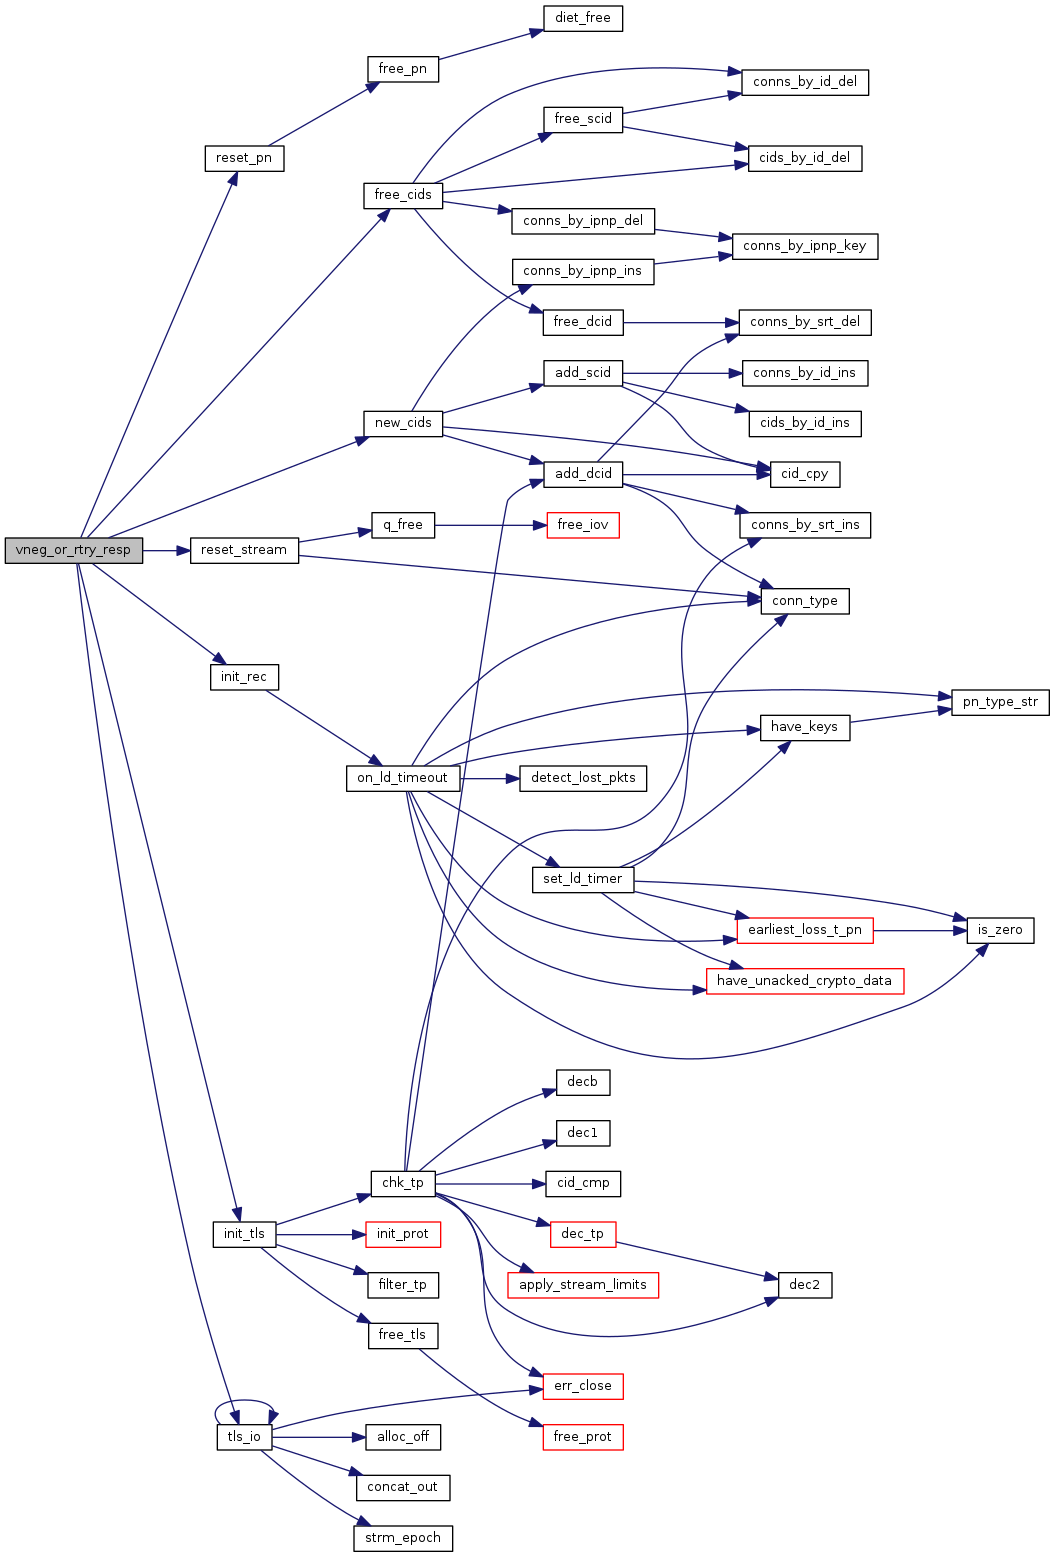 diet_free
free_pn
conns_by_id_del
free_scid
reset_pn
cids_by_id_del
free_cids
conns_by_ipnp_del
conns_by_ipnp_key
conns_by_ipnp_ins
free_dcid
conns_by_srt_del
add_scid
conns_by_id_ins
new_cids
cids_by_id_ins
add_dcid
cid_cpy
q_free
free_iov
conns_by_srt_ins
vneg_or_rtry_resp
reset_stream
conn_type
init_rec
pn_type_str
have_keys
on_ld_timeout
detect_lost_pkts
set_ld_timer
earliest_loss_t_pn
is_zero
have_unacked_crypto_data
decb
dec1
chk_tp
cid_cmp
init_tls
init_prot
dec_tp
filter_tp
apply_stream_limits
dec2
free_tls
err_close
tls_io
alloc_off
free_prot
concat_out
strm_epoch